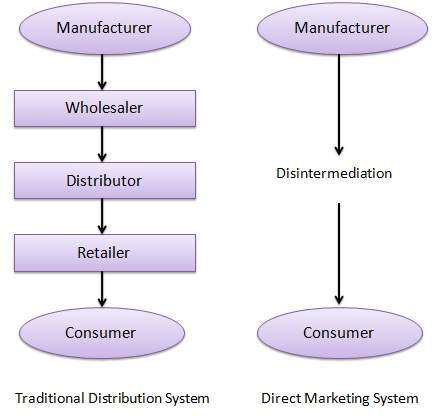 Manufacturer
Wholesaler
Distributor
Retailer
Consumer
Traditional Distribution System
Manufacturer
Disintermediation
Consumer
Direct Marketing System